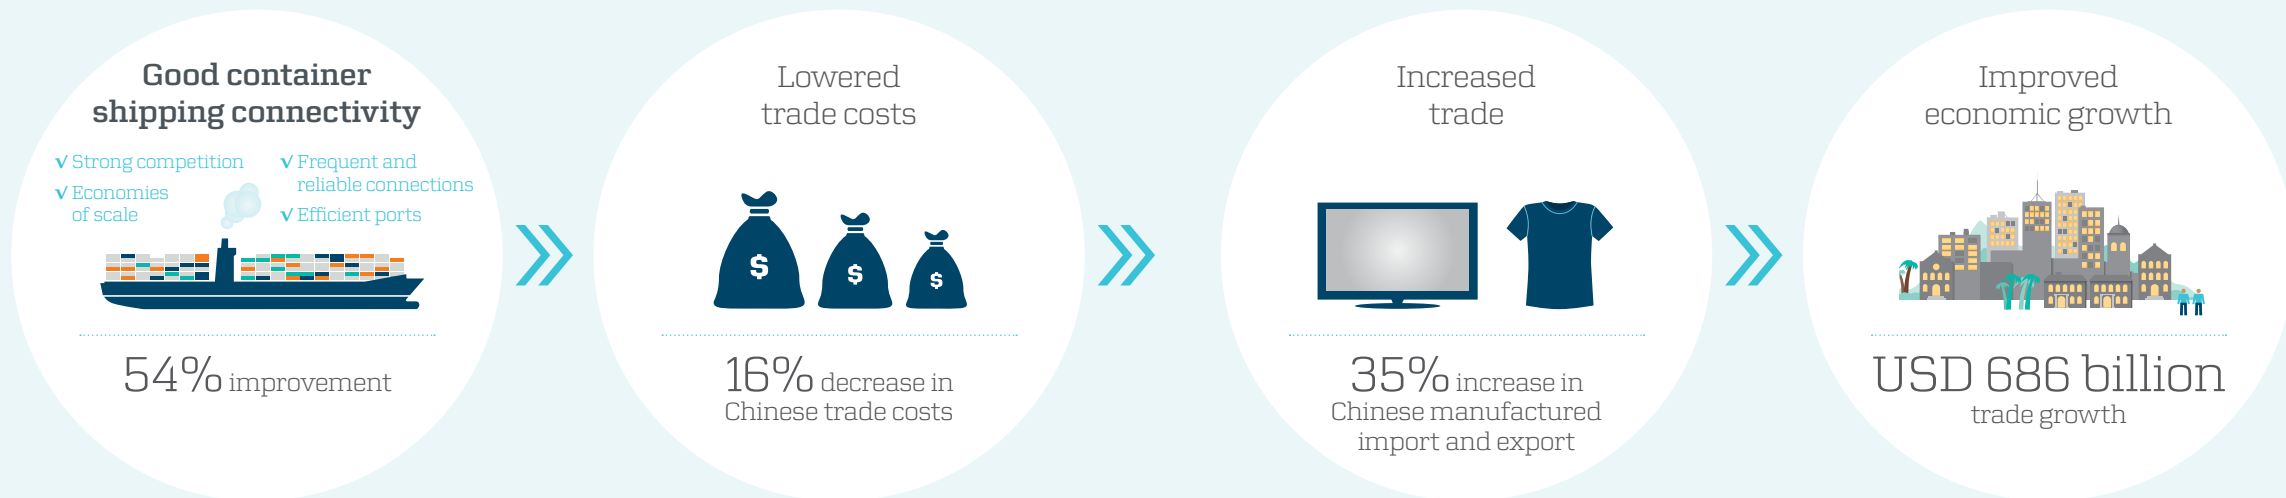 Good container
shipping connectivity
√ Strong competition
√ Economies
of scale
√ Frequent and
reliable connections
√ Efficient ports
54% improvement
Lowered
trade costs
$ $ $
16% decrease in
Chinese trade costs
Increased
trade
35% increase in
Chinese manufactured
import and export
Improved
economic growth
USD 686 billion
trade growth